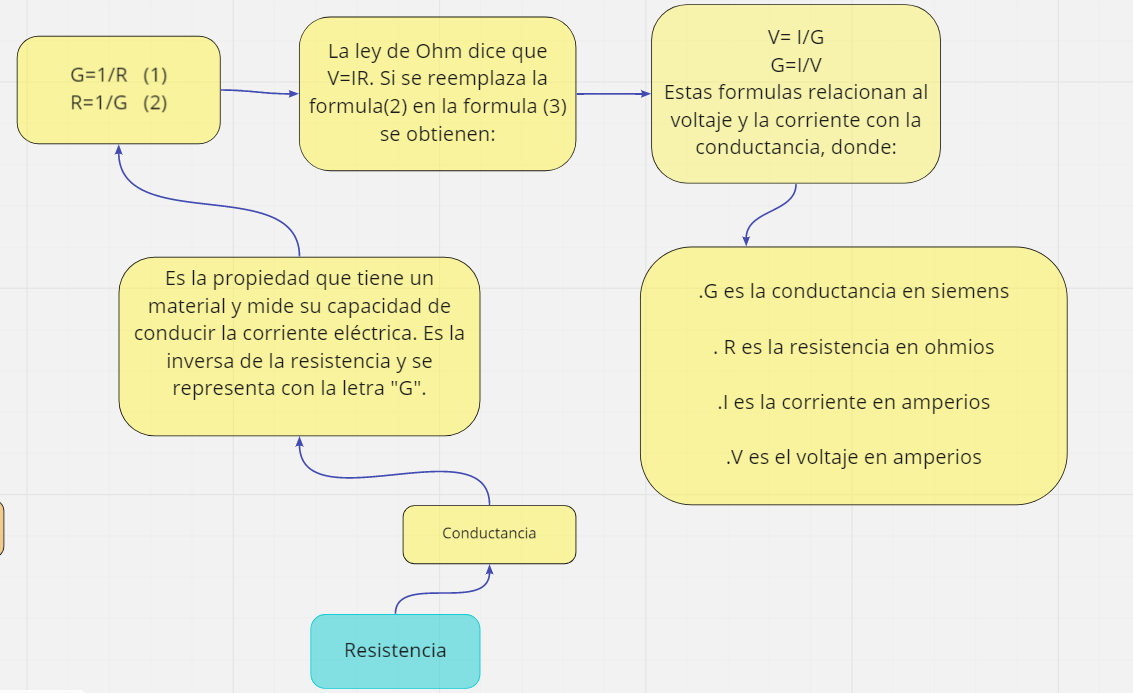 G=1/R (1)
R=1/G (2)
La ley de Ohm dice que
V=IR. Si se reemplaza la
formula(2) en la formula (3)
se obtienen:
V= I/G
G=I/V
Estas formulas relacionan al
voltaje y la corriente con la
conductancia, donde:
Es la propiedad que tiene un
material y mide su capacidad de
conducir la corriente eléctrica. Es la
inversa de la resistencia y se
representa con la letra "G".
.G es la conductancia en siemens
. R es la resistencia en ohmios
.I es la corriente en amperios
.V es el voltaje en amperios
Conductancia
Resistencia